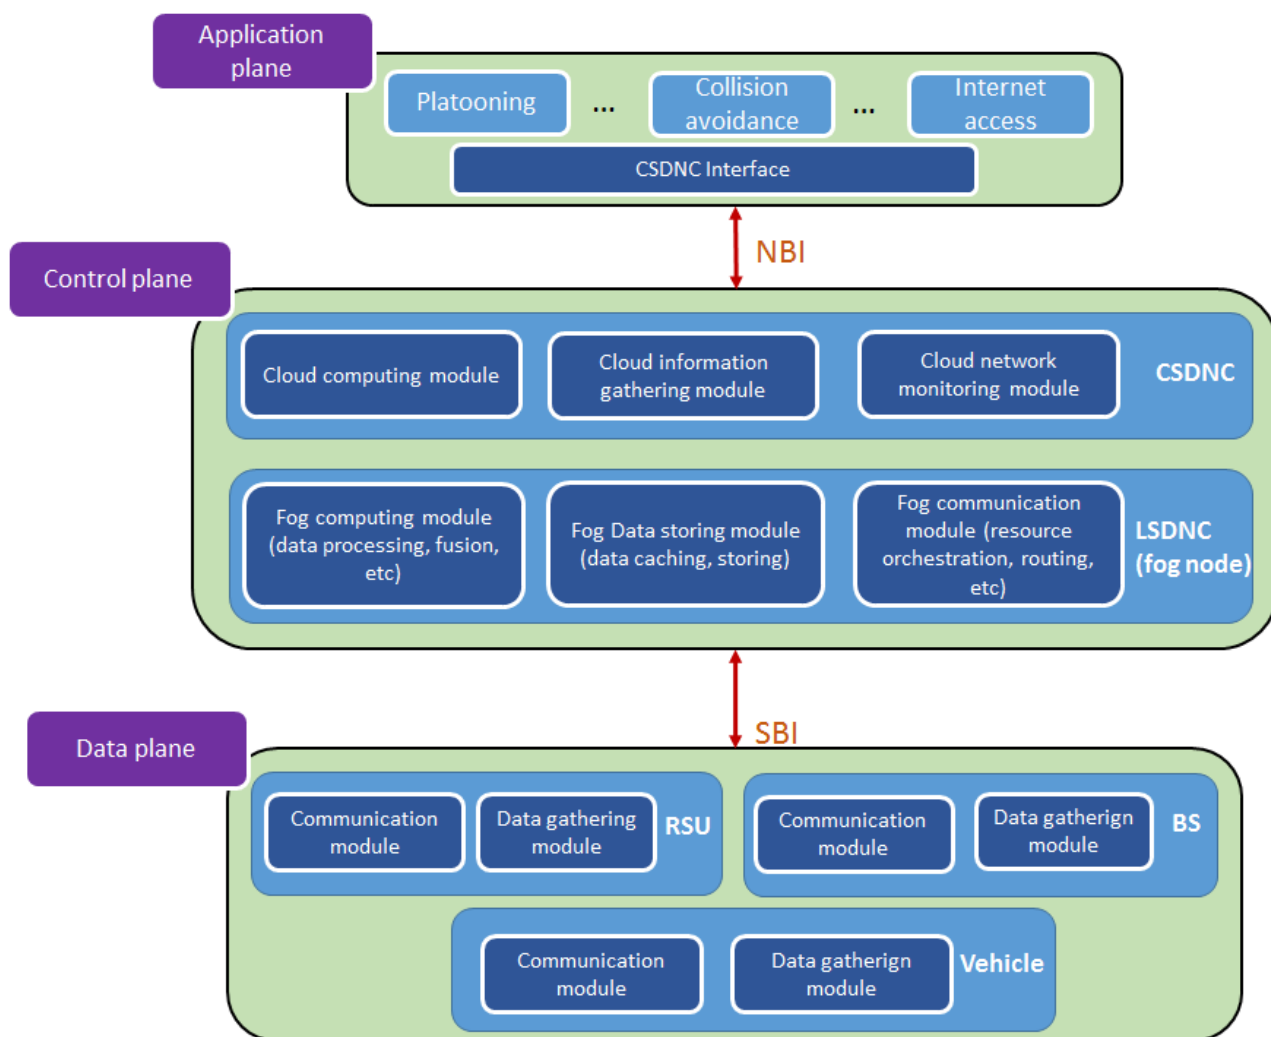 Application
plane
Platooning
...
Collision
avoidance
...
Internet
access
CSDNC Interface
NBI
Control plane
Cloud computing module
Cloud information
gathering module
Cloud network
monitoring module
CSDNC
Fog computing module
(data processing, fusion,
etc)
Fog Data storing module
(data caching, storing)
Fog communication
module (resource
orchestration, routing,
etc)
LSDNC
(fog node)
SBI
Data plane
Communication
module
Data gathering
module
RSU
Communication
module
Data gatherign
module
BS
Communication
module
Data gatherign
module
Vehicle